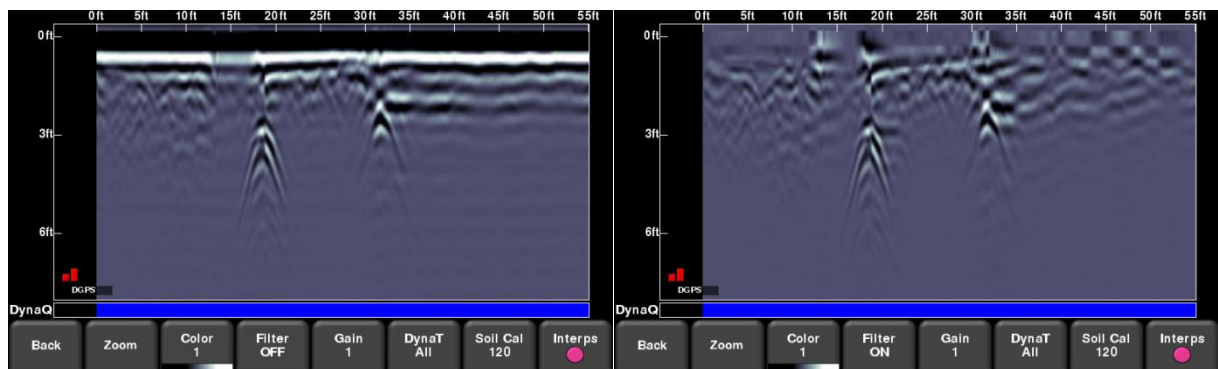 0ft 5ft 10ft 15ft 20ft 25ft 30ft 35ft 40ft 45ft 50ft 55ft
0ft
3ft
6ft
DGPS
DynaQ
Back Zoom Color 1 Filter OFF Gain 1 DynaT All Soil Cal 120 Interps
0ft 5ft 10ft 15ft 20ft 25ft 30ft 35ft 40ft 45ft 50ft 55ft
0ft
3ft
6ft
DGPS
DynaQ
Back Zoom Color 1 Filter ON Gain 1 DynaT All Soil Cal 120 Interps